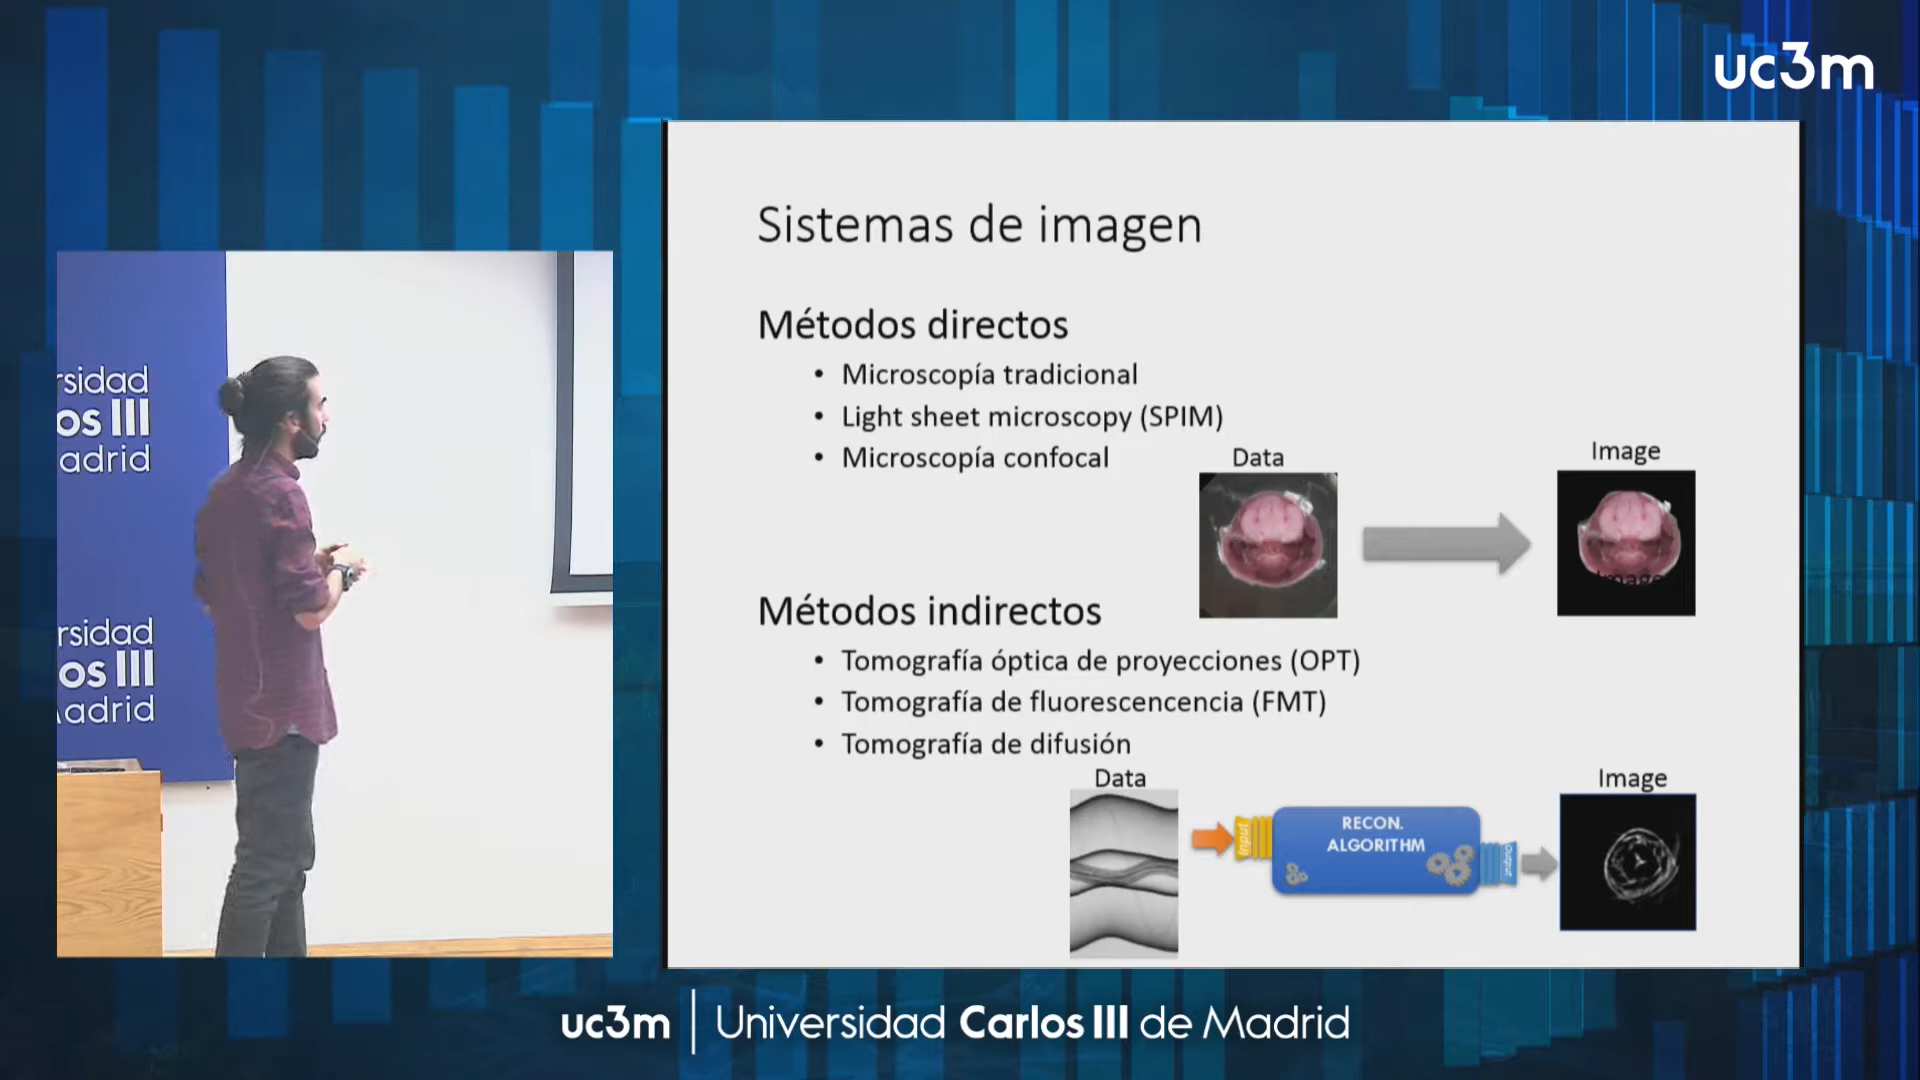 uc3m
Sistemas de imagen
Métodos directos
• Microscopía tradicional
• Light sheet microscopy (SPIM)
• Microscopía confocal
Data
Image
Image
Métodos indirectos
• Tomografía óptica de proyecciones (OPT)
• Tomografía de fluorescencencia (FMT)
• Tomografía de difusión
Data
Image
Input
RECON.
ALGORITHM
Output
rsidad
os III
adrid
rsidad
os III
adrid
uc3m | Universidad Carlos III de Madrid